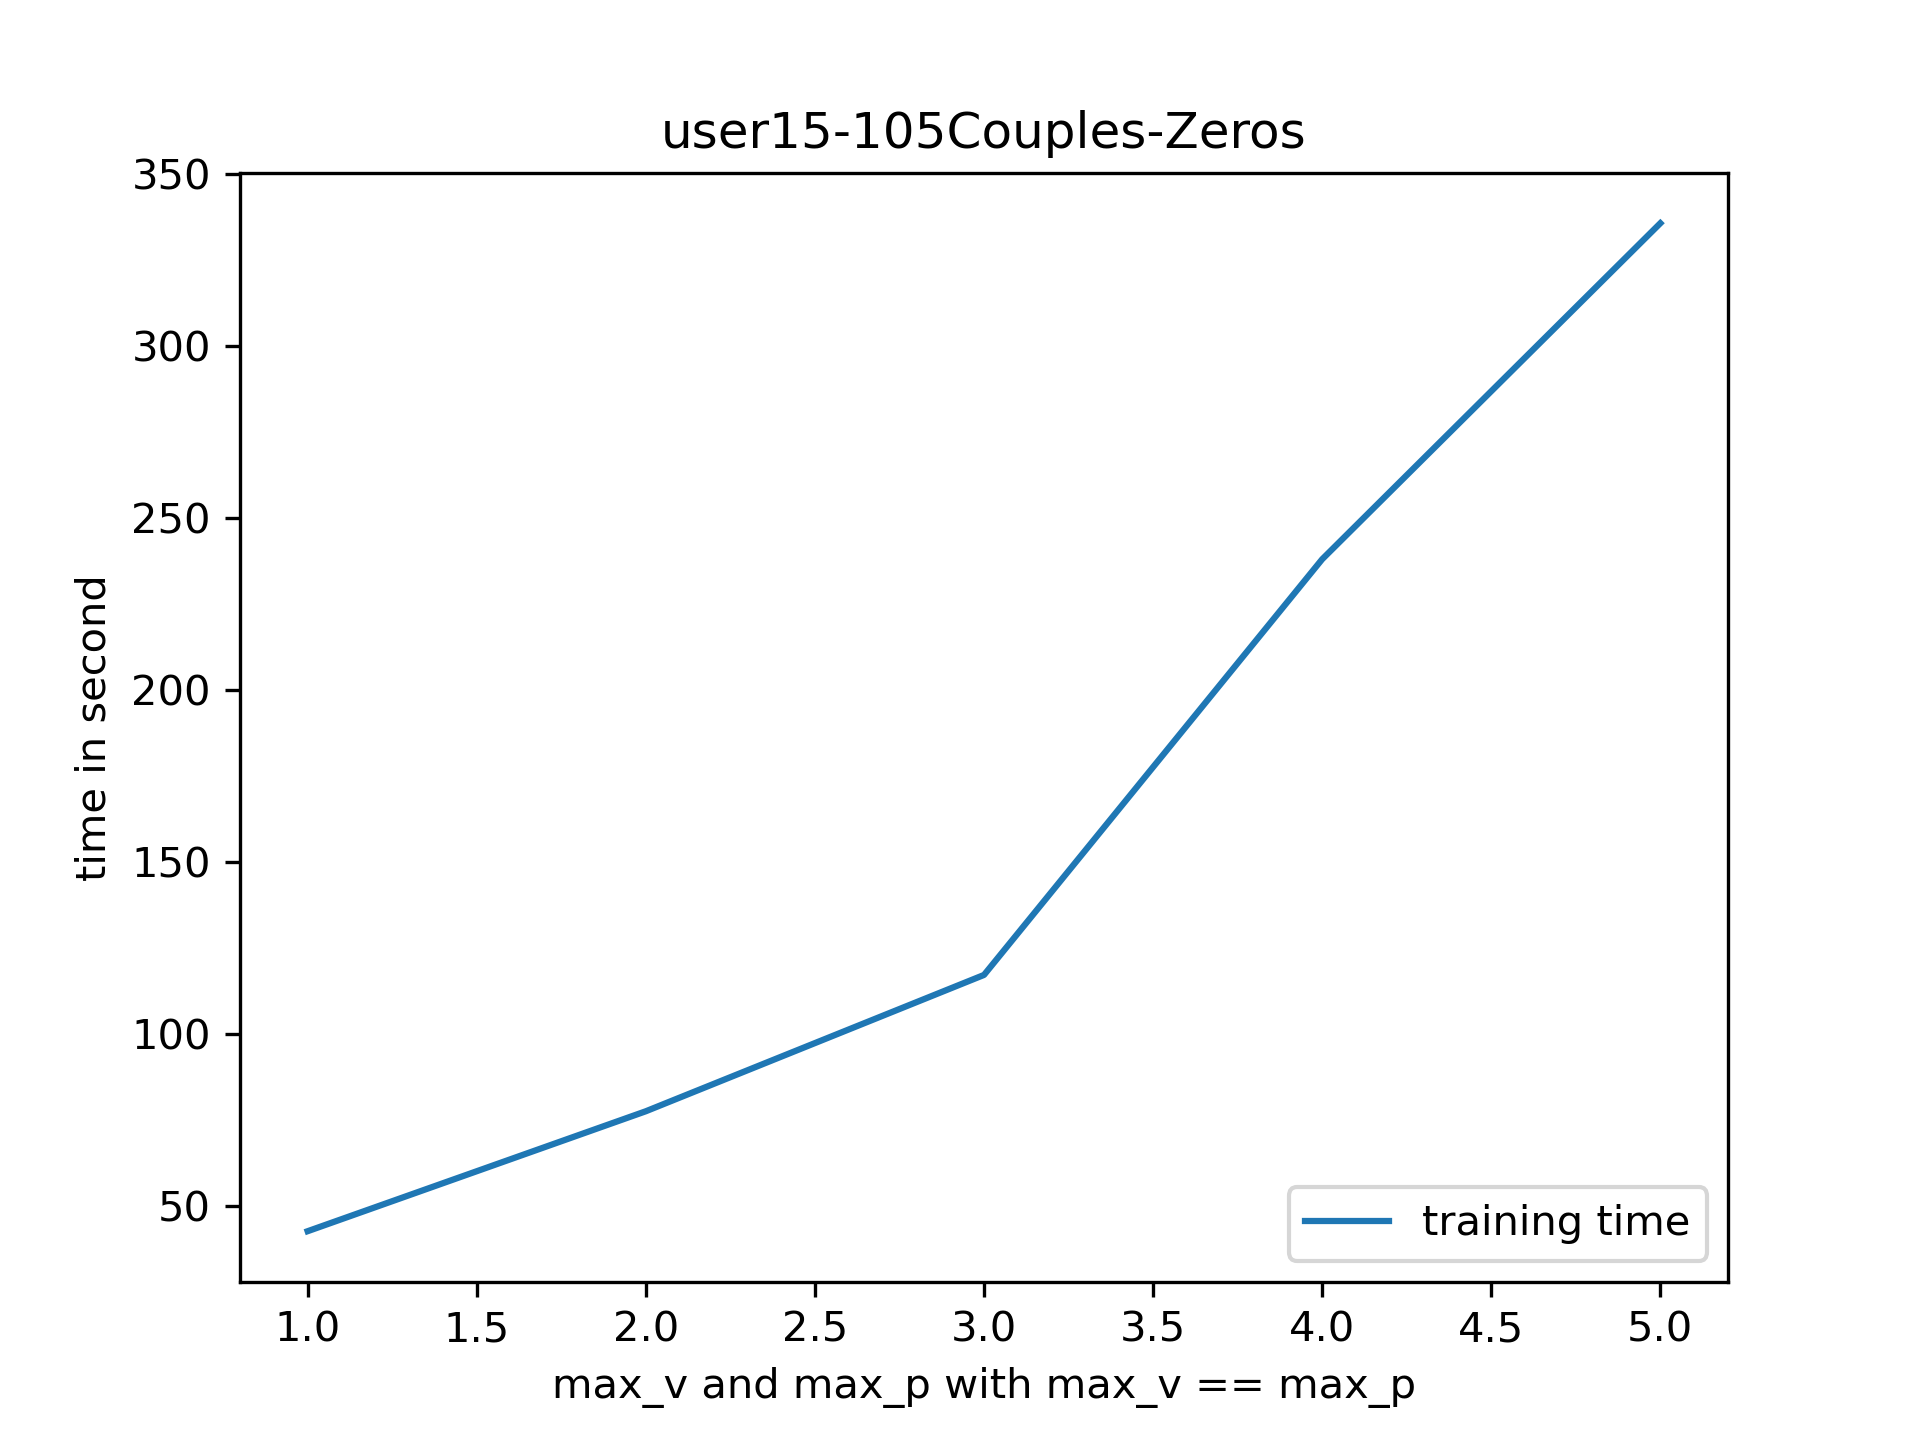 user15-105Couples-Zeros
350
300
250
200
150
100
50
time in second
training time
1.0 1.5 2.0 2.5 3.0 3.5 4.0 4.5 5.0
max_v and max_p with max_v == max_p